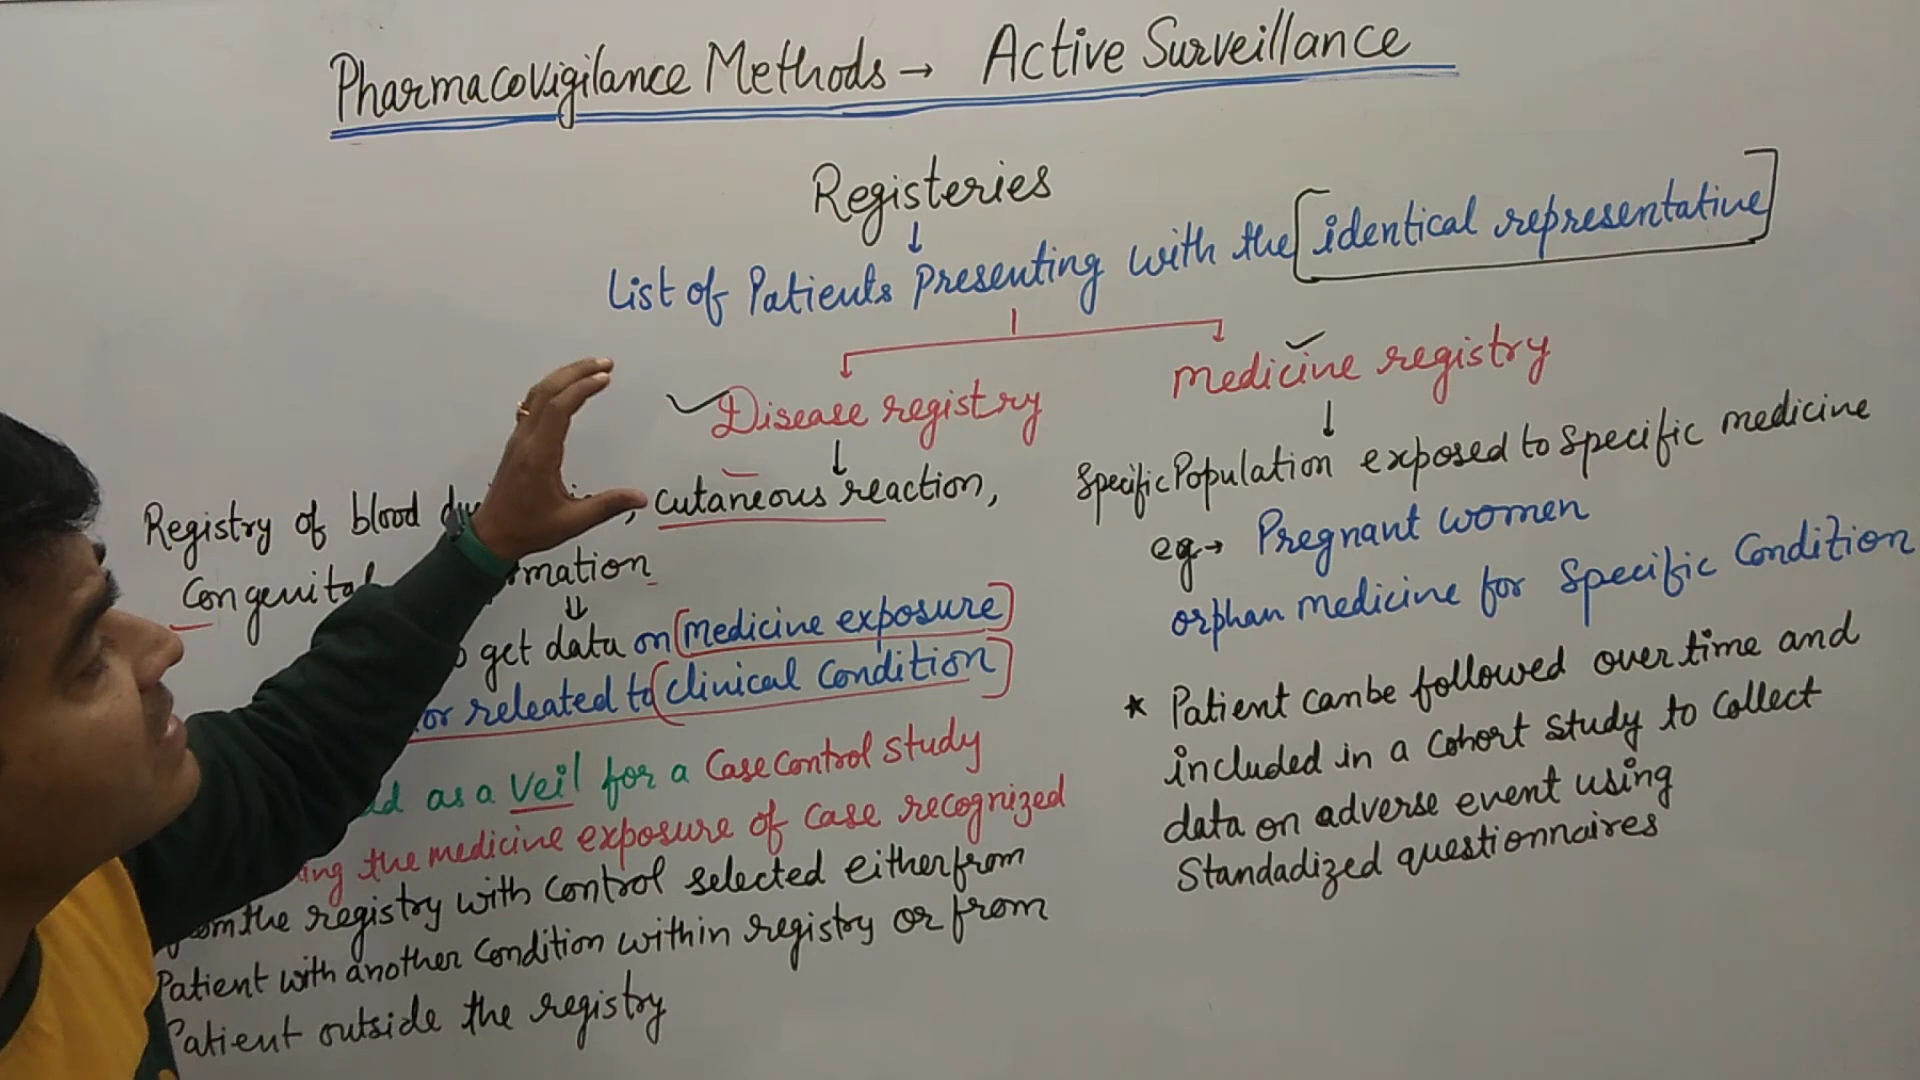 Pharmacovigilance Methods → Active Surveillance
Registeries
↓
List of Patients Presenting with the [identical representative]
Disease registry
Medicine registry
↓
↓
Registry of blood, cutaneous reaction,
Congenital mation
⇓
get data on (medicine exposure)
or releated to (clinical Condition)
as a Veil for a Case control study
the medicine exposure of case recognized
the registry with control selected either from
Patient with another condition within registry or from
Patient outside the registry
Specific Population exposed to specific medicine
eg → Pregnant women
orphan medicine for Specific Condition
* Patient can be followed over time and
included in a cohort study to collect
data on adverse event using
Standadized questionnaires